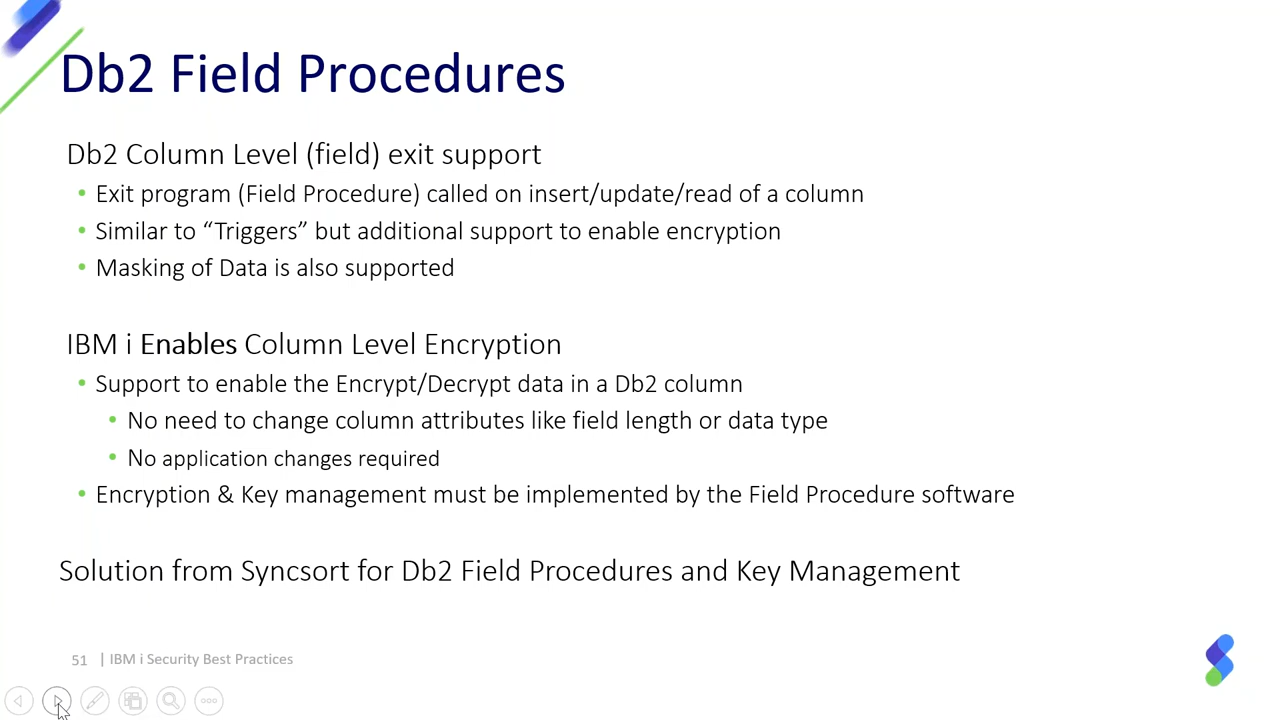 Db2 Field Procedures
Db2 Column Level (field) exit support
• Exit program (Field Procedure) called on insert/update/read of a column
• Similar to “Triggers” but additional support to enable encryption
• Masking of Data is also supported
IBM i Enables Column Level Encryption
• Support to enable the Encrypt/Decrypt data in a Db2 column
• No need to change column attributes like field length or data type
• No application changes required
• Encryption & Key management must be implemented by the Field Procedure software
Solution from Syncsort for Db2 Field Procedures and Key Management
51 | IBM i Security Best Practices